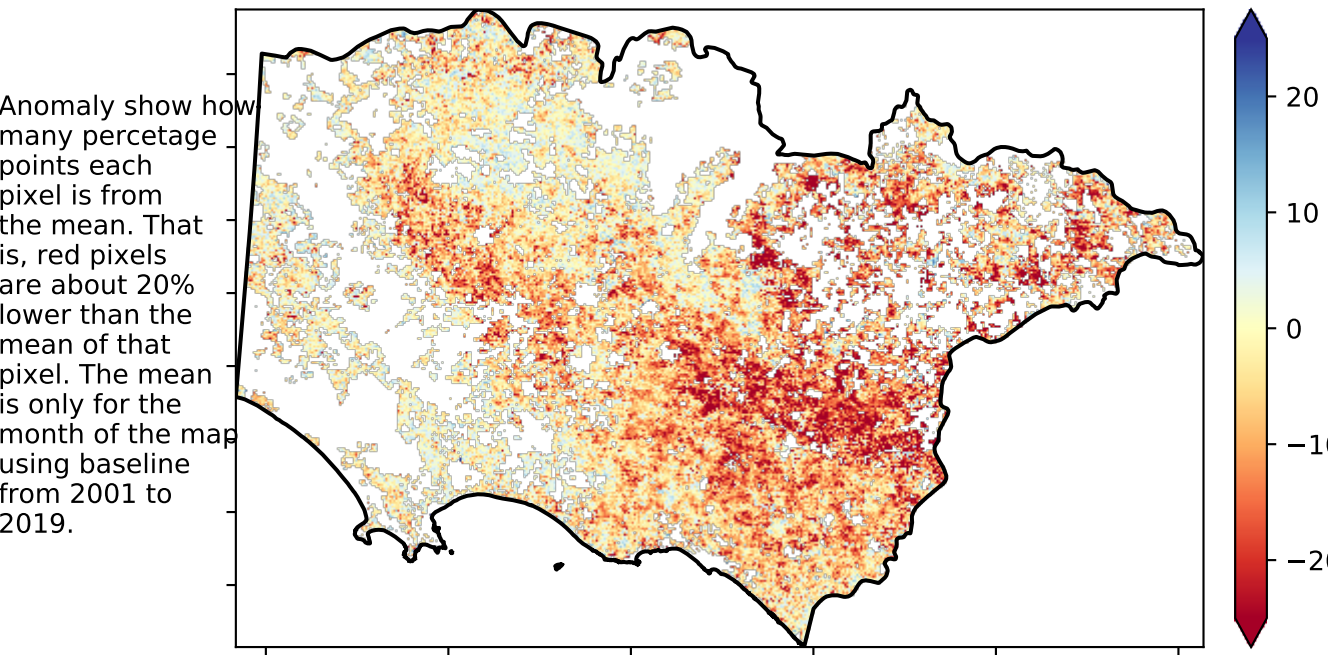 Anomaly show how
many percetage
points each
pixel is from
the mean. That
is, red pixels
are about 20%
lower than the
mean of that
pixel. The mean
is only for the
month of the map
using baseline
from 2001 to
2019.
20
10
0
−10
−20